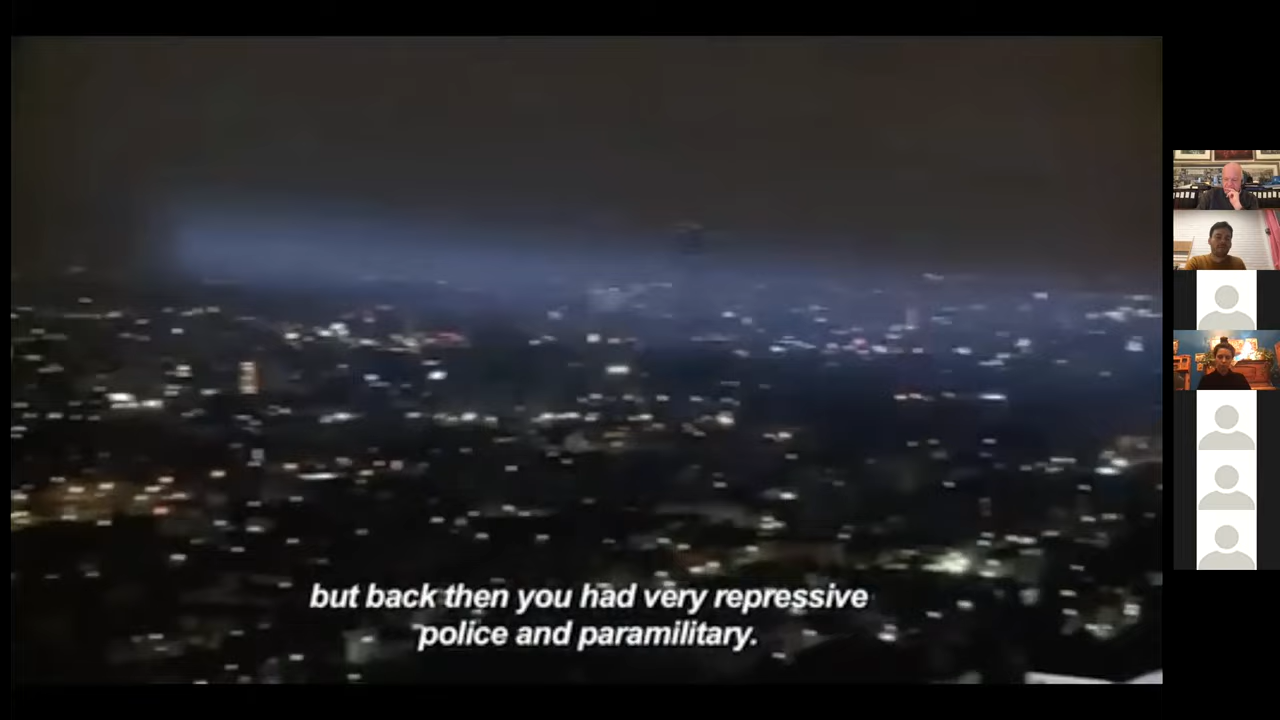 but back then you had very repressive
police and paramilitary.